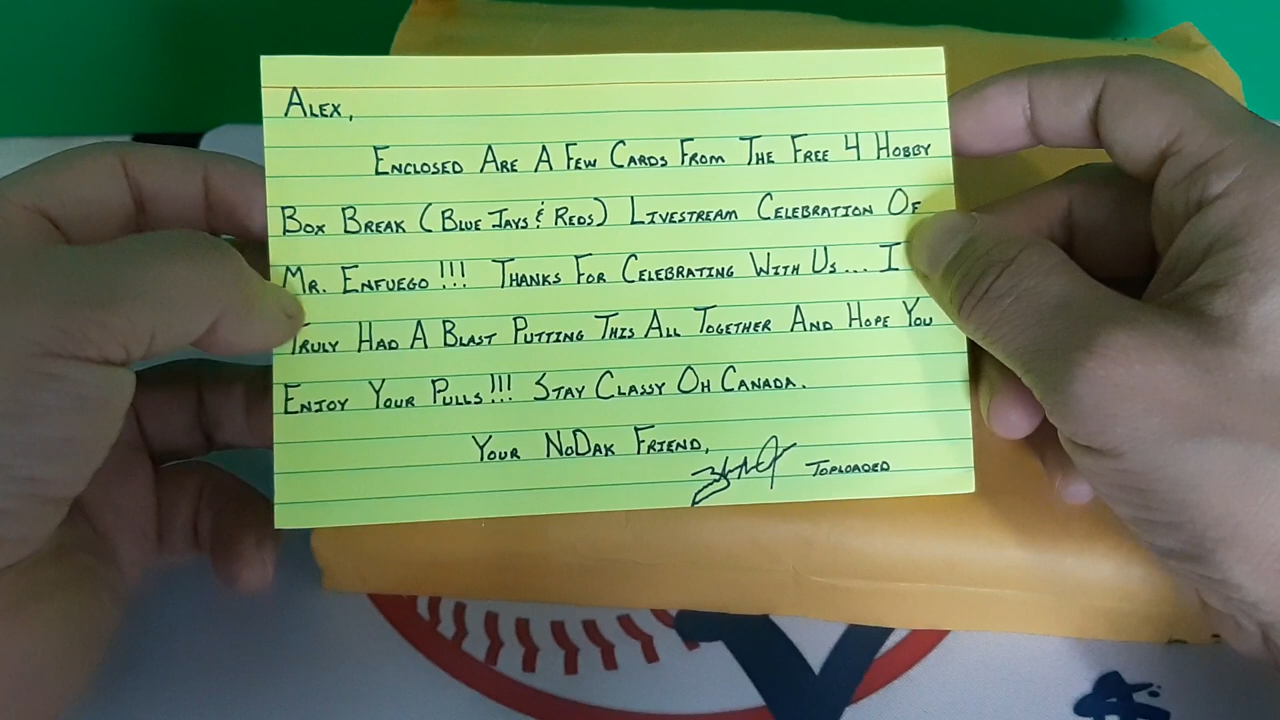 ALEX,
ENCLOSED ARE A FEW CARDS FROM THE FREE 4 HOBBY
BOX BREAK (BLUE JAYS & REDS) LIVESTREAM CELEBRATION OF
MR. ENFUEGO!!! THANKS FOR CELEBRATING WITH US... I
TRULY HAD A BLAST PUTTING THIS ALL TOGETHER AND HOPE YOU
ENJOY YOUR PULLS!!! STAY CLASSY OH CANADA.
YOUR NODAK FRIEND,
TOPLOADED